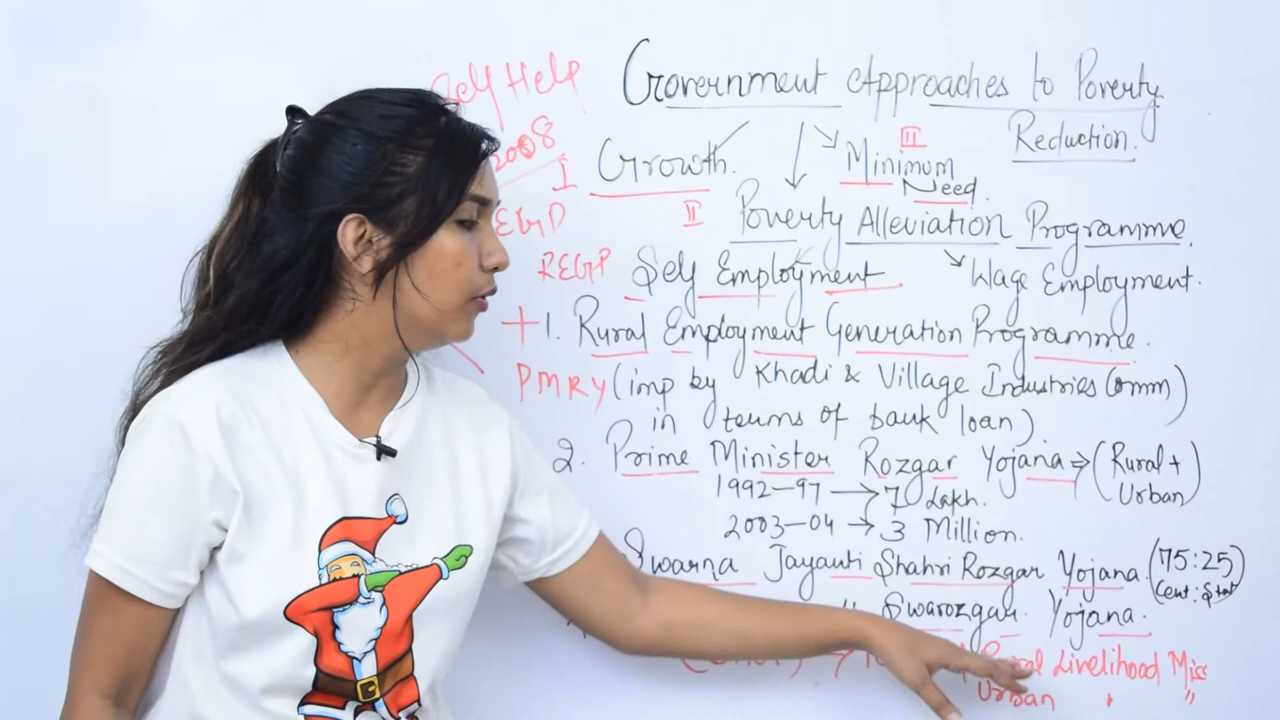 Government Approaches to Poverty
Reduction.
Self Help
2008
I Growth.
III
Minimum
Need.
EGD
II Poverty Alleviation Programme.
REGP Self Employment
Wage Employment.
+ 1. Rural Employment Generation Programme.
PMRY (imp by Khadi & Village Industries Comm)
in terms of bank loan)
2. Prime Minister Rozgar Yojana ⇒ (Rural +
Urban)
1992-97 → 7 Lakh.
2003-04 → 3 Million.
Swarna Jayanti Shahri Rozgar Yojana (75:25)
Cent: Stat
" Swarozgar Yojana.
Rural Livelihood Miss
Urban " "